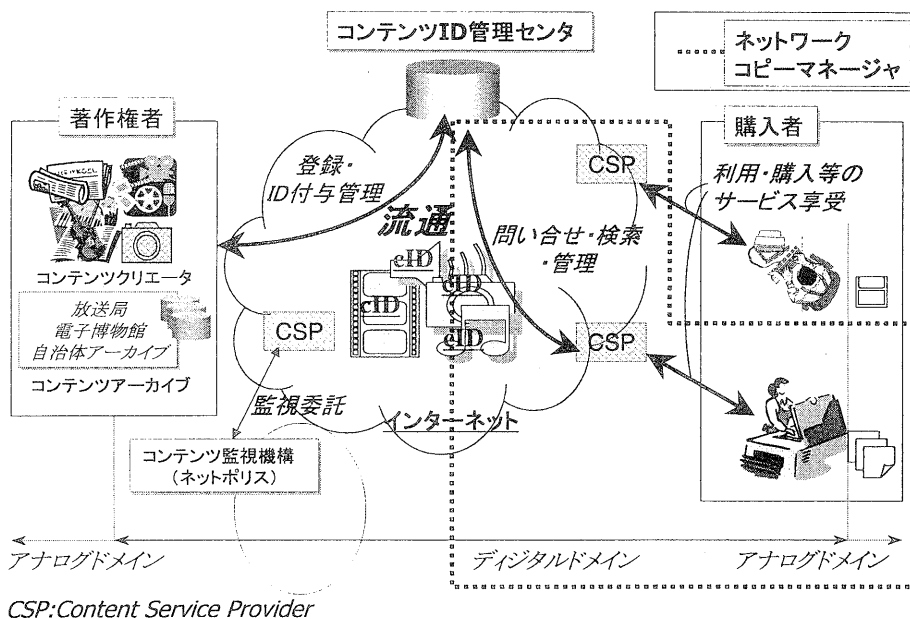 コンテンツID管理センタ
ネットワーク
コピーマネージャ
著作権者
登録・
ID付与管理
コンテンツクリエータ
放送局
電子博物館
自治体アーカイブ
コンテンツアーカイブ
流通
cID
cID
cID
cID
CSP
CSP
CSP
問い合せ・検索
・管理
購入者
利用・購入等の
サービス享受
監視委託
インターネット
コンテンツ監視機構
(ネットポリス)
アナログドメイン
ディジタルドメイン
アナログドメイン
CSP:Content Service Provider